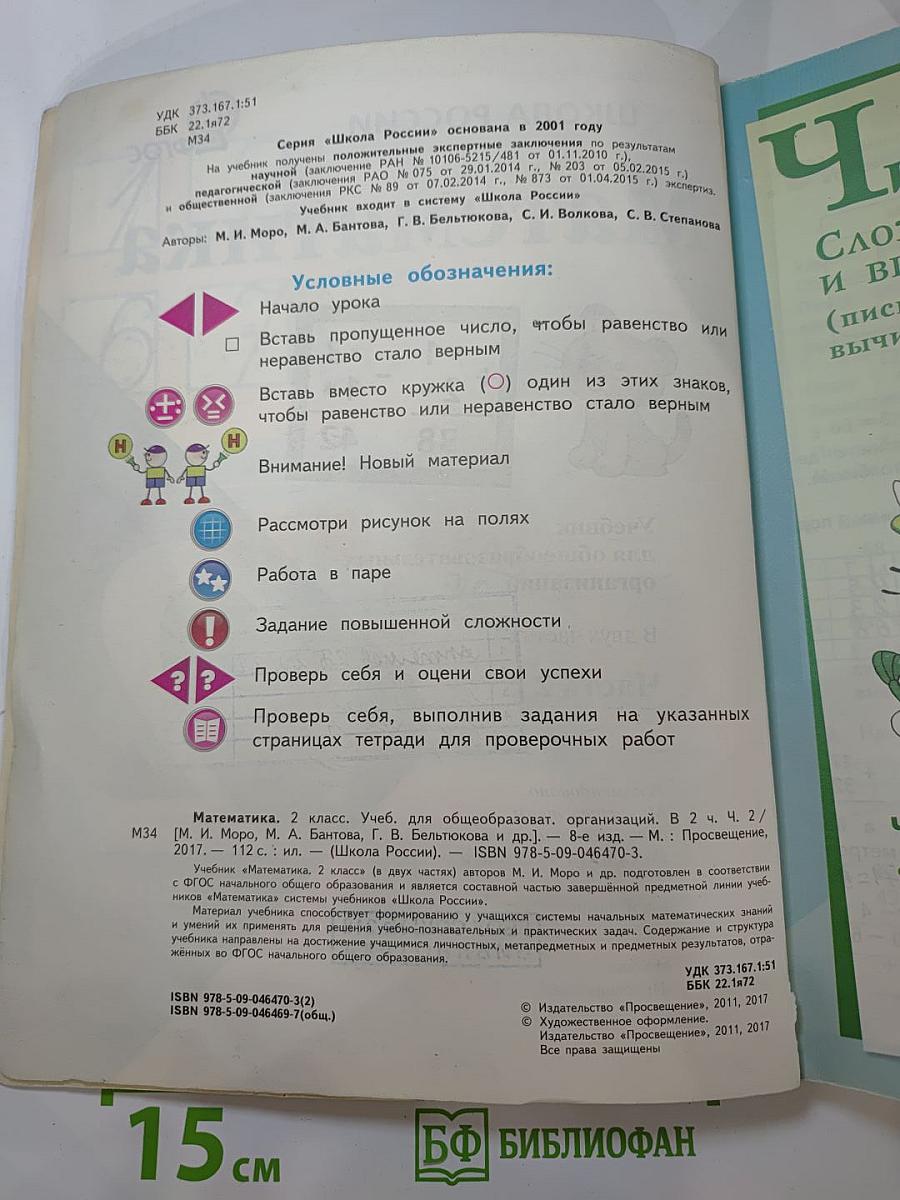 УДК 373.167.1:51
ББК 22.1я72
М34
Серия «Школа России» основана в 2001 году
На учебник получены положительные экспертные заключения по результатам
научной (заключение РАН № 10106-5215/481 от 01.11.2010 г.),
педагогической (заключения РАО № 075 от 29.01.2014 г., № 203 от 05.02.2015 г.)
и общественной (заключения РКС № 89 от 07.02.2014 г., № 873 от 01.04.2015 г.) экспертиз.
Учебник входит в систему «Школа России»
Авторы: М. И. Моро, М. А. Бантова, Г. В. Бельтюкова, С. И. Волкова, С. В. Степанова
Условные обозначения:
Начало урока
Вставь пропущенное число, чтобы равенство или
неравенство стало верным
Вставь вместо кружка (○) один из этих знаков,
чтобы равенство или неравенство стало верным
Н Н
Внимание! Новый материал
Рассмотри рисунок на полях
Работа в паре
! Задание повышенной сложности
? ? Проверь себя и оцени свои успехи
Проверь себя, выполнив задания на указанных
страницах тетради для проверочных работ
Математика. 2 класс. Учеб. для общеобразоват. организаций. В 2 ч. Ч. 2 /
М34 [М. И. Моро, М. А. Бантова, Г. В. Бельтюкова и др.]. — 8-е изд. — М. : Просвещение,
2017. — 112 с. : ил. — (Школа России). — ISBN 978-5-09-046470-3.
Учебник «Математика. 2 класс» (в двух частях) авторов М. И. Моро и др. подготовлен в соответствии
с ФГОС начального общего образования и является составной частью завершённой предметной линии учеб-
ников «Математика» системы учебников «Школа России».
Материал учебника способствует формированию у учащихся системы начальных математических знаний
и умений их применять для решения учебно-познавательных и практических задач. Содержание и структура
учебника направлены на достижение учащимися личностных, метапредметных и предметных результатов, отра-
жённых во ФГОС начального общего образования.
УДК 373.167.1:51
ББК 22.1я72
ISBN 978-5-09-046470-3(2)
ISBN 978-5-09-046469-7(общ.)
© Издательство «Просвещение», 2011, 2017
© Художественное оформление.
Издательство «Просвещение», 2011, 2017
Все права защищены
15 см
БФ БИБЛИОФАН